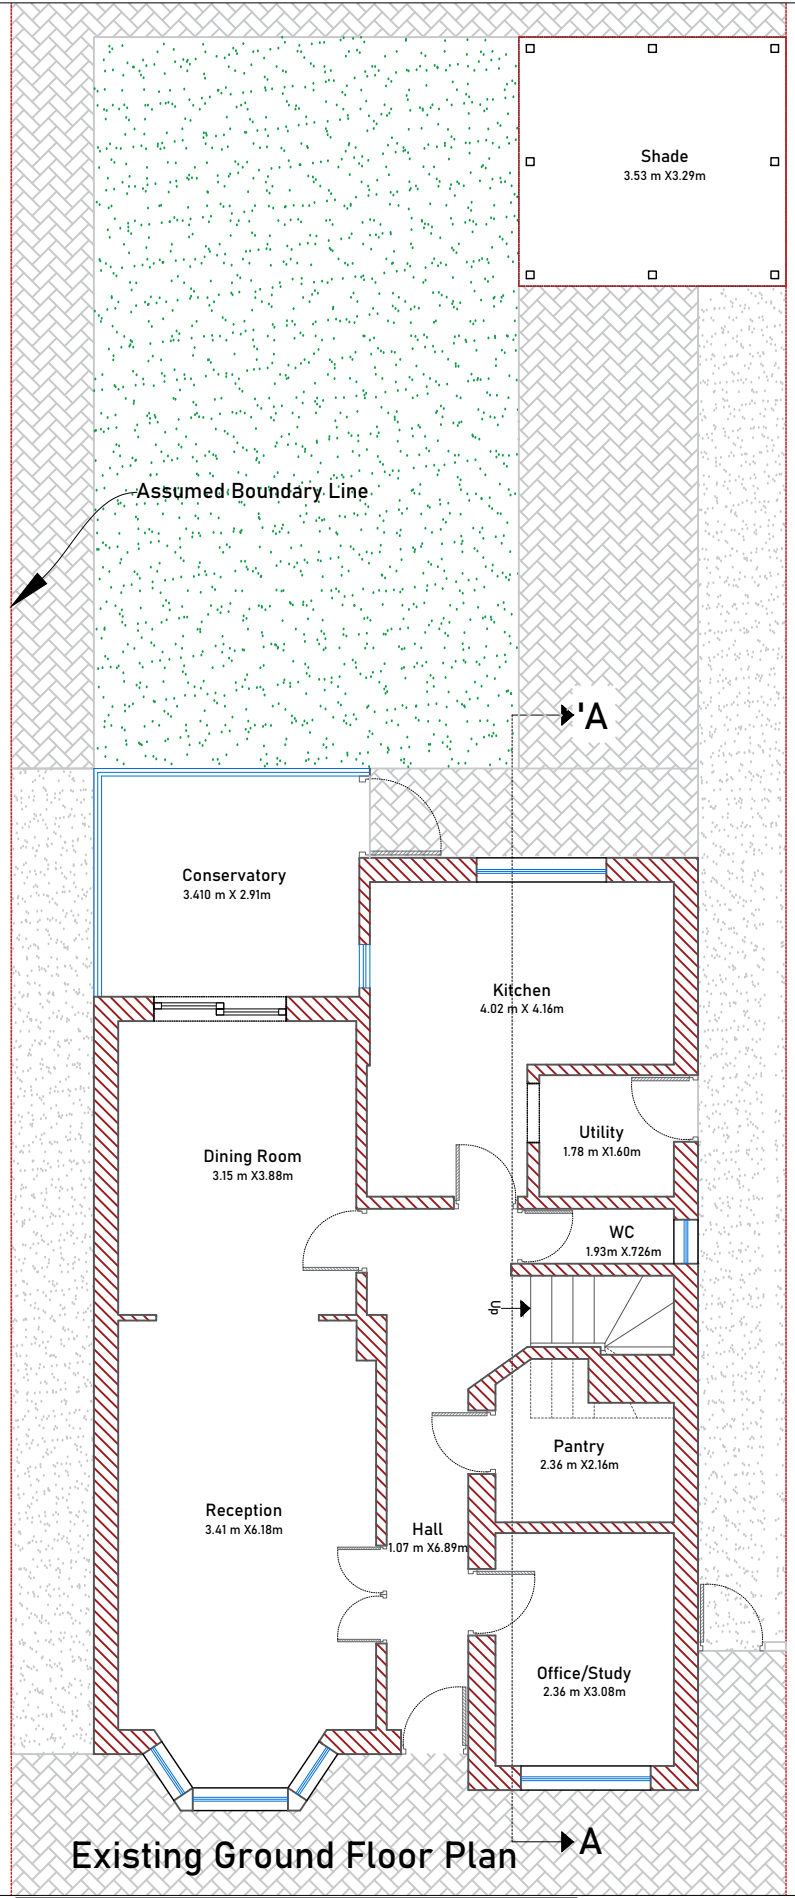 Shade
3.53 m X3.29m
Assumed Boundary Line
'A
Conservatory
3.410 m X 2.91m
Kitchen
4.02 m X 4.16m
Utility
1.78 m X1.60m
Dining Room
3.15 m X3.88m
WC
1.93m X.726m
Up
Pantry
2.36 m X2.16m
Reception
3.41 m X6.18m
Hall
1.07 m X6.89m
Office/Study
2.36 m X3.08m
A
Existing Ground Floor Plan